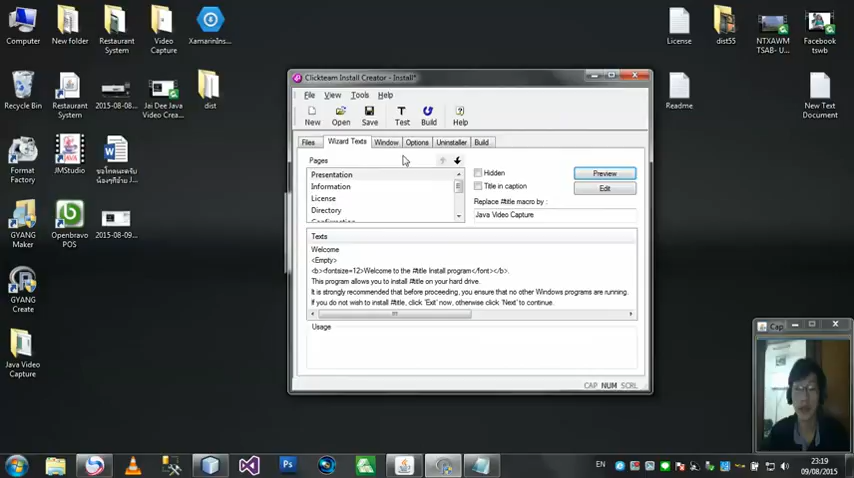 Computer
New folder
Restaurant System
Video Capture
XamarinIns...
License
dist55
NTXAWM TSAB- U...
Facebook tswb
Recycle Bin
Restaurant System
2015-08-08...
Jai Dee Java Video Crea...
dist
Readme
New Text Document
Format Factory
JMStudio
GYANG Maker
Openbravo POS
2015-08-09...
GYANG Create
Java Video Capture
Clickteam Install Creator - Install*
File View Tools Help
New Open Save Test Build Help
Files Wizard Texts Window Options Uninstaller Build
Pages
Presentation
Information
License
Directory
Hidden
Title in caption
Replace #title macro by :
Java Video Capture
Preview
Edit
Texts
Welcome
<Empty>
<b><fontsize=12>Welcome to the #title Install program</font></b>.
This program allows you to install #title on your hard drive.
It is strongly recommended that before proceeding, you ensure that no other Windows programs are running.
If you do not wish to install #title, click 'Exit' now, otherwise click 'Next' to continue.
Usage
CAP NUM SCRL
Cap
EN
23:19
09/08/2015